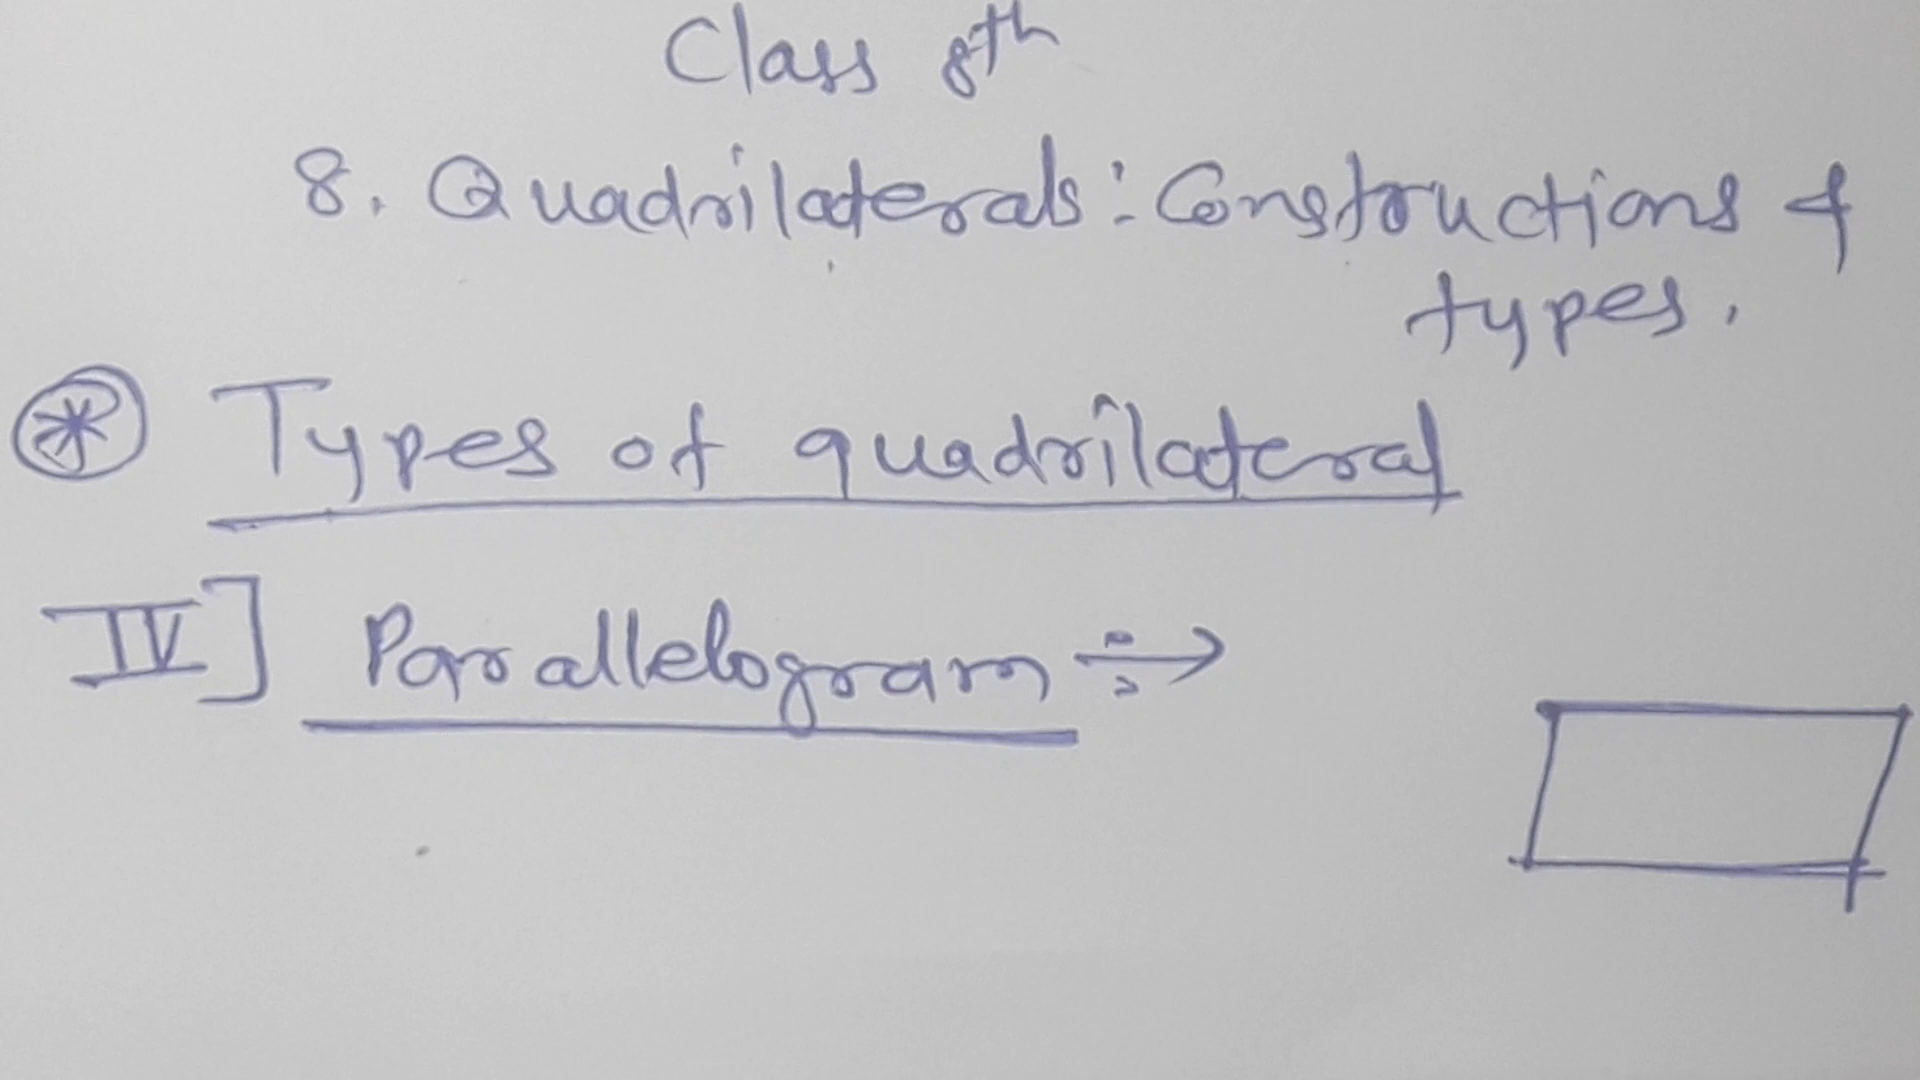 Class 8th
8. Quadrilaterals: Constructions &
types.
* Types of quadrilateral
IV] Parallelogram ÷→